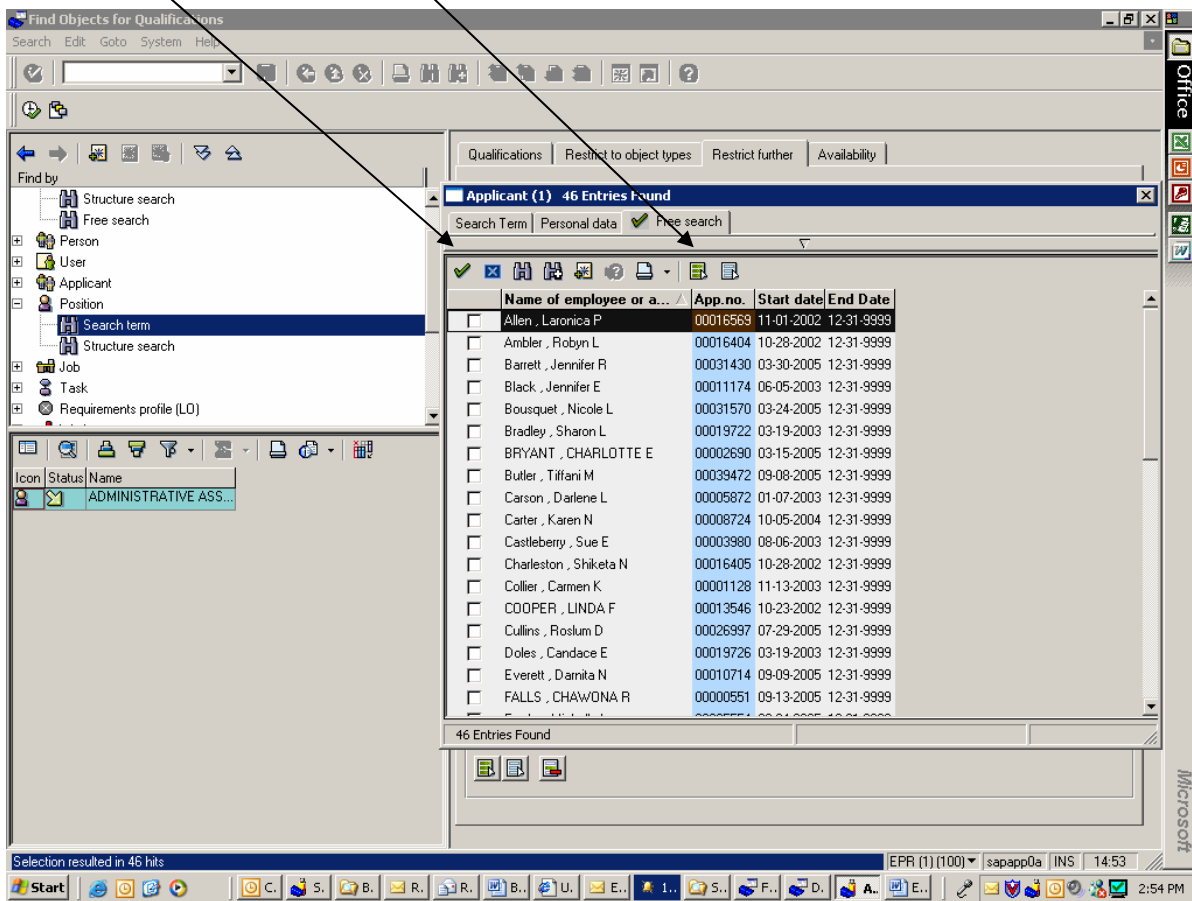 Find Objects for Qualifications
Search Edit Goto System Help
Office
Qualifications Restrict to object types Restrict further Availability
Find by
Structure search
Free search
Person
User
Applicant
Position
Search term
Structure search
Job
Task
Requirements profile (LO)
Icon Status Name
ADMINISTRATIVE ASS...
Applicant (1) 46 Entries Found
Search Term Personal data Free search
Name of employee or a... App.no. Start date End Date
Allen , Laronica P 00016569 11-01-2002 12-31-9999
Ambler , Robyn L 00016404 10-28-2002 12-31-9999
Barrett , Jennifer R 00031430 03-30-2005 12-31-9999
Black , Jennifer E 00011174 06-05-2003 12-31-9999
Bousquet , Nicole L 00031570 03-24-2005 12-31-9999
Bradley , Sharon L 00019722 03-19-2003 12-31-9999
BRYANT , CHARLOTTE E 00002690 03-15-2005 12-31-9999
Butler , Tiffani M 00039472 09-08-2005 12-31-9999
Carson , Darlene L 00005872 01-07-2003 12-31-9999
Carter , Karen N 00008724 10-05-2004 12-31-9999
Castleberry , Sue E 00003980 08-06-2003 12-31-9999
Charleston , Shiketa N 00016405 10-28-2002 12-31-9999
Collier , Carmen K 00001128 11-13-2003 12-31-9999
COOPER , LINDA F 00013546 10-23-2002 12-31-9999
Cullins , Roslum D 00026997 07-29-2005 12-31-9999
Doles , Candace E 00019726 03-19-2003 12-31-9999
Everett , Darnita N 00010714 09-09-2005 12-31-9999
FALLS , CHAWONA R 00000551 09-13-2005 12-31-9999
46 Entries Found
Microsoft
Selection resulted in 46 hits EPR (1) (100) sapapp0a INS 14:53
Start C. S. B. R. R. B.. U. E.. 1.. S.. F.. D. A.. E.. 2:54 PM